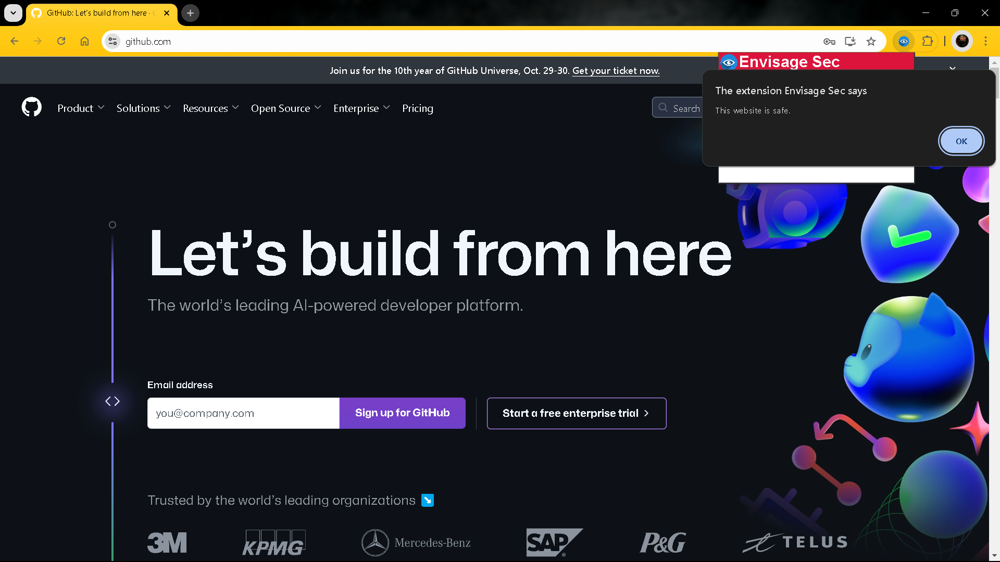 GitHub: Let's build from here ·
github.com
Join us for the 10th year of GitHub Universe, Oct. 29-30. Get your ticket now.
Envisage Sec
The extension Envisage Sec says
This website is safe.
OK
Product
Solutions
Resources
Open Source
Enterprise
Pricing
Search
Let's build from here
The world's leading AI-powered developer platform.
Email address
you@company.com
Sign up for GitHub
Start a free enterprise trial
Trusted by the world's leading organizations
3M
KPMG
Mercedes-Benz
SAP
P&G
TELUS